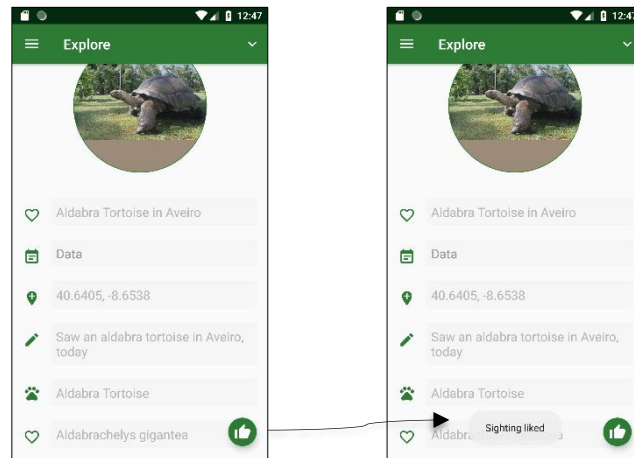 12:47
Explore
Aldabra Tortoise in Aveiro
Data
40.6405, -8.6538
Saw an aldabra tortoise in Aveiro,
today
Aldabra Tortoise
Aldabrachelys gigantea
12:47
Explore
Aldabra Tortoise in Aveiro
Data
40.6405, -8.6538
Saw an aldabra tortoise in Aveiro,
today
Aldabra Tortoise
Sighting liked